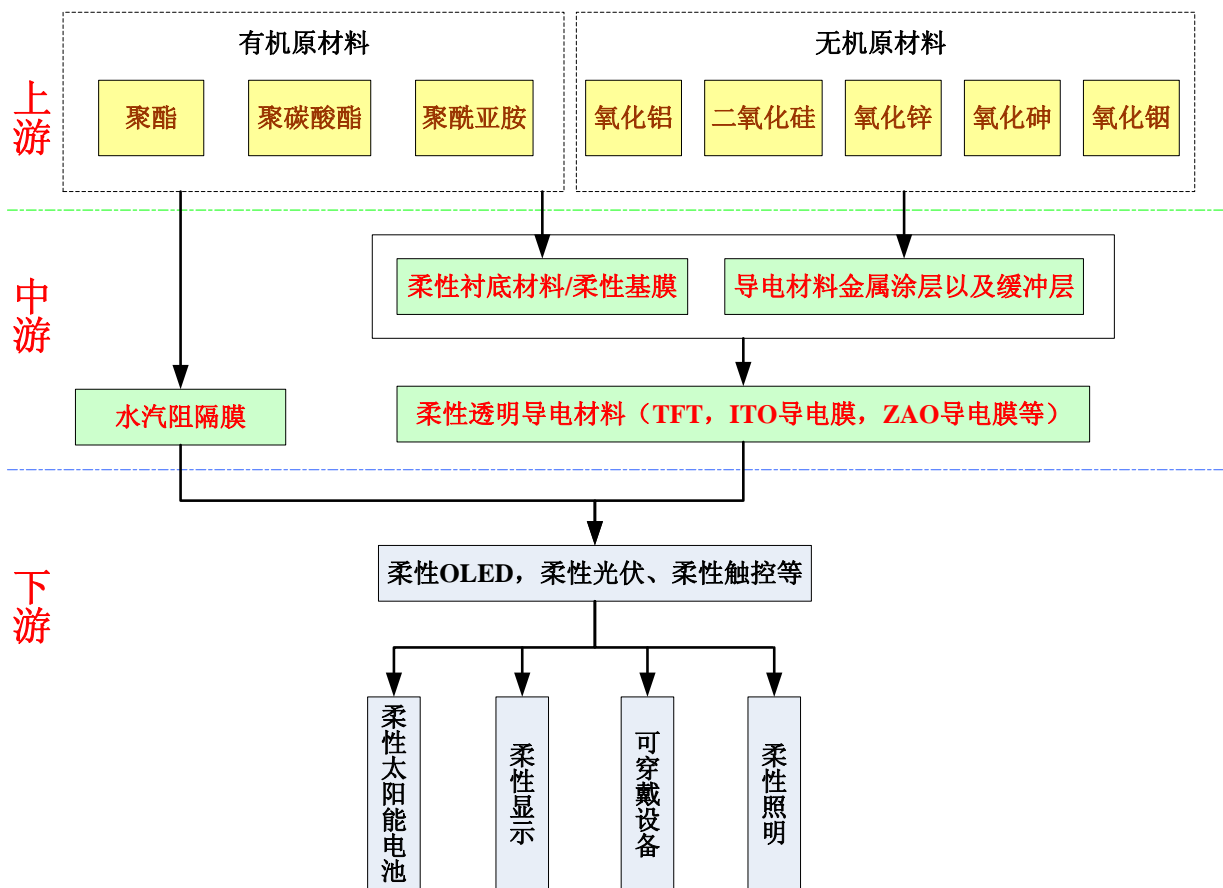 有机原材料
无机原材料
上游
聚酯
聚碳酸酯
聚酰亚胺
氧化铝
二氧化硅
氧化锌
氧化砷
氧化铟
中游
柔性衬底材料/柔性基膜
导电材料金属涂层以及缓冲层
水汽阻隔膜
柔性透明导电材料（TFT，ITO导电膜，ZAO导电膜等）
下游
柔性OLED，柔性光伏、柔性触控等
柔性太阳能电池
柔性显示
可穿戴设备
柔性照明